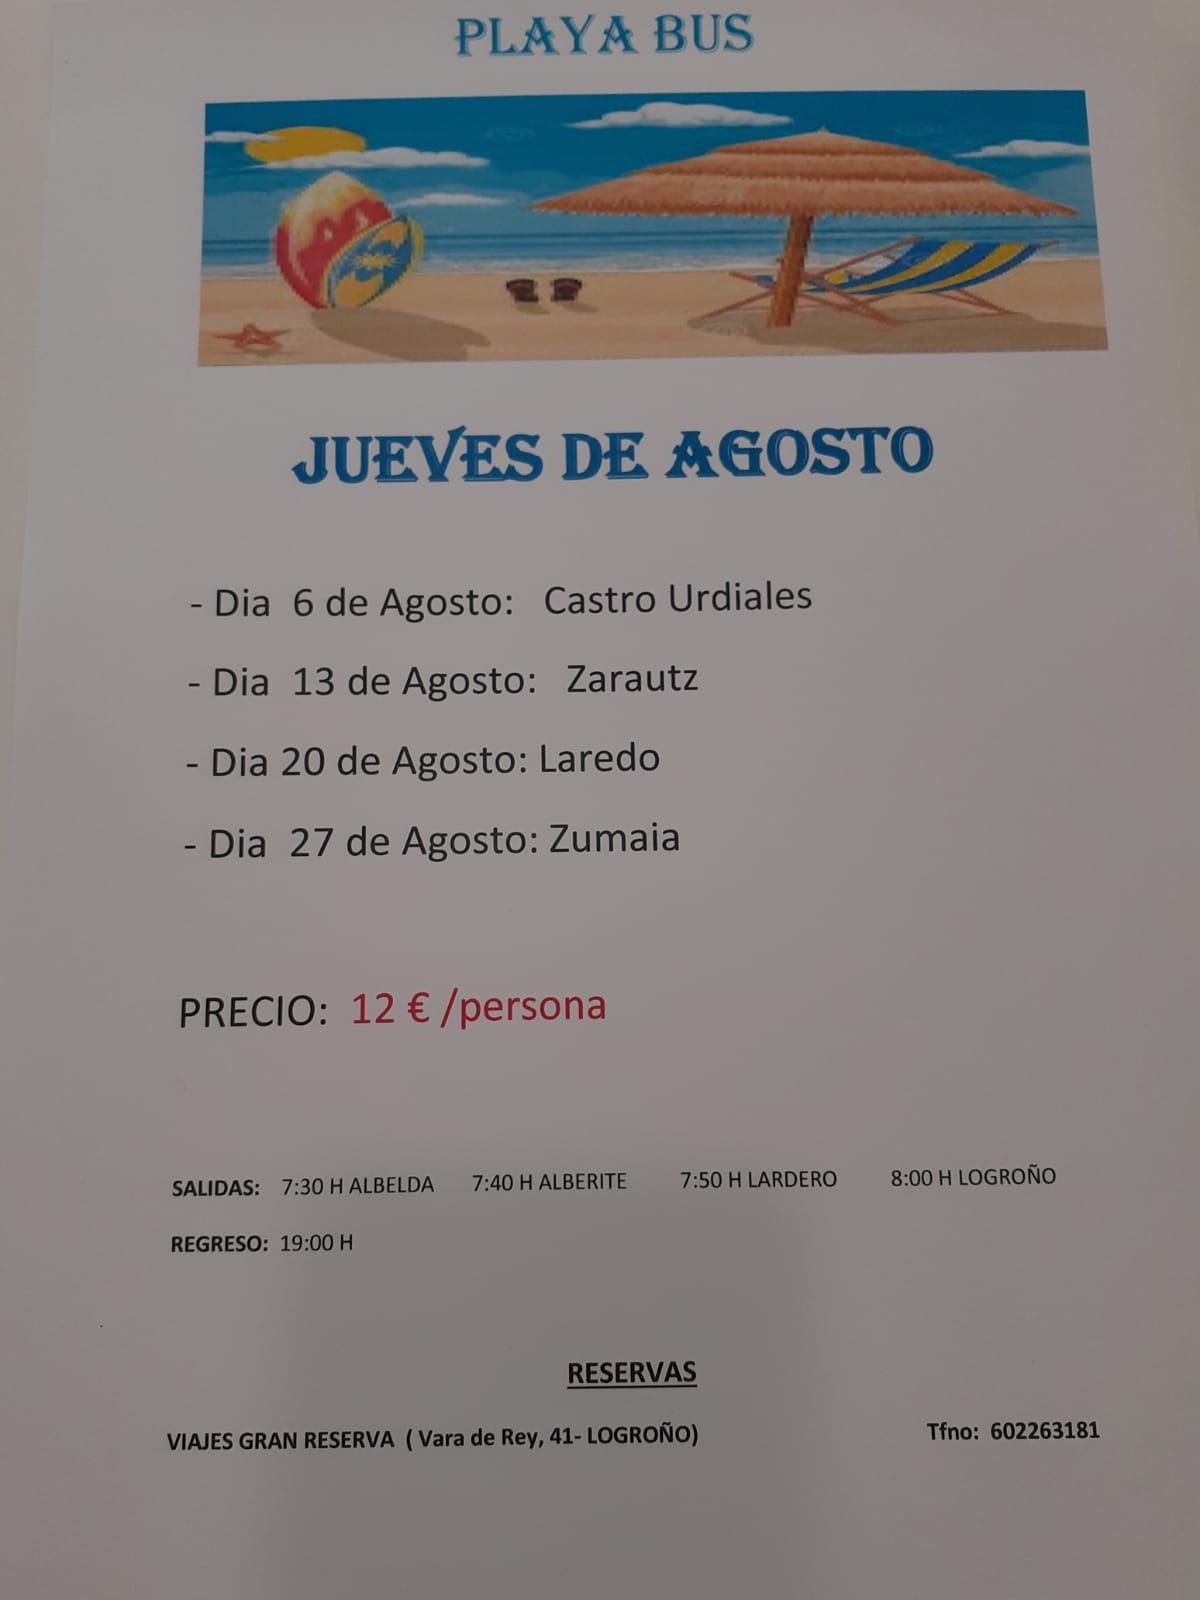 PLAYA BUS
JUEVES DE AGOSTO
- Dia 6 de Agosto: Castro Urdiales
- Dia 13 de Agosto: Zarautz
- Dia 20 de Agosto: Laredo
- Dia 27 de Agosto: Zumaia
PRECIO: 12 € /persona
SALIDAS: 7:30 H ALBELDA 7:40 H ALBERITE 7:50 H LARDERO 8:00 H LOGROÑO
REGRESO: 19:00 H
RESERVAS
VIAJES GRAN RESERVA ( Vara de Rey, 41- LOGROÑO) Tfno: 602263181